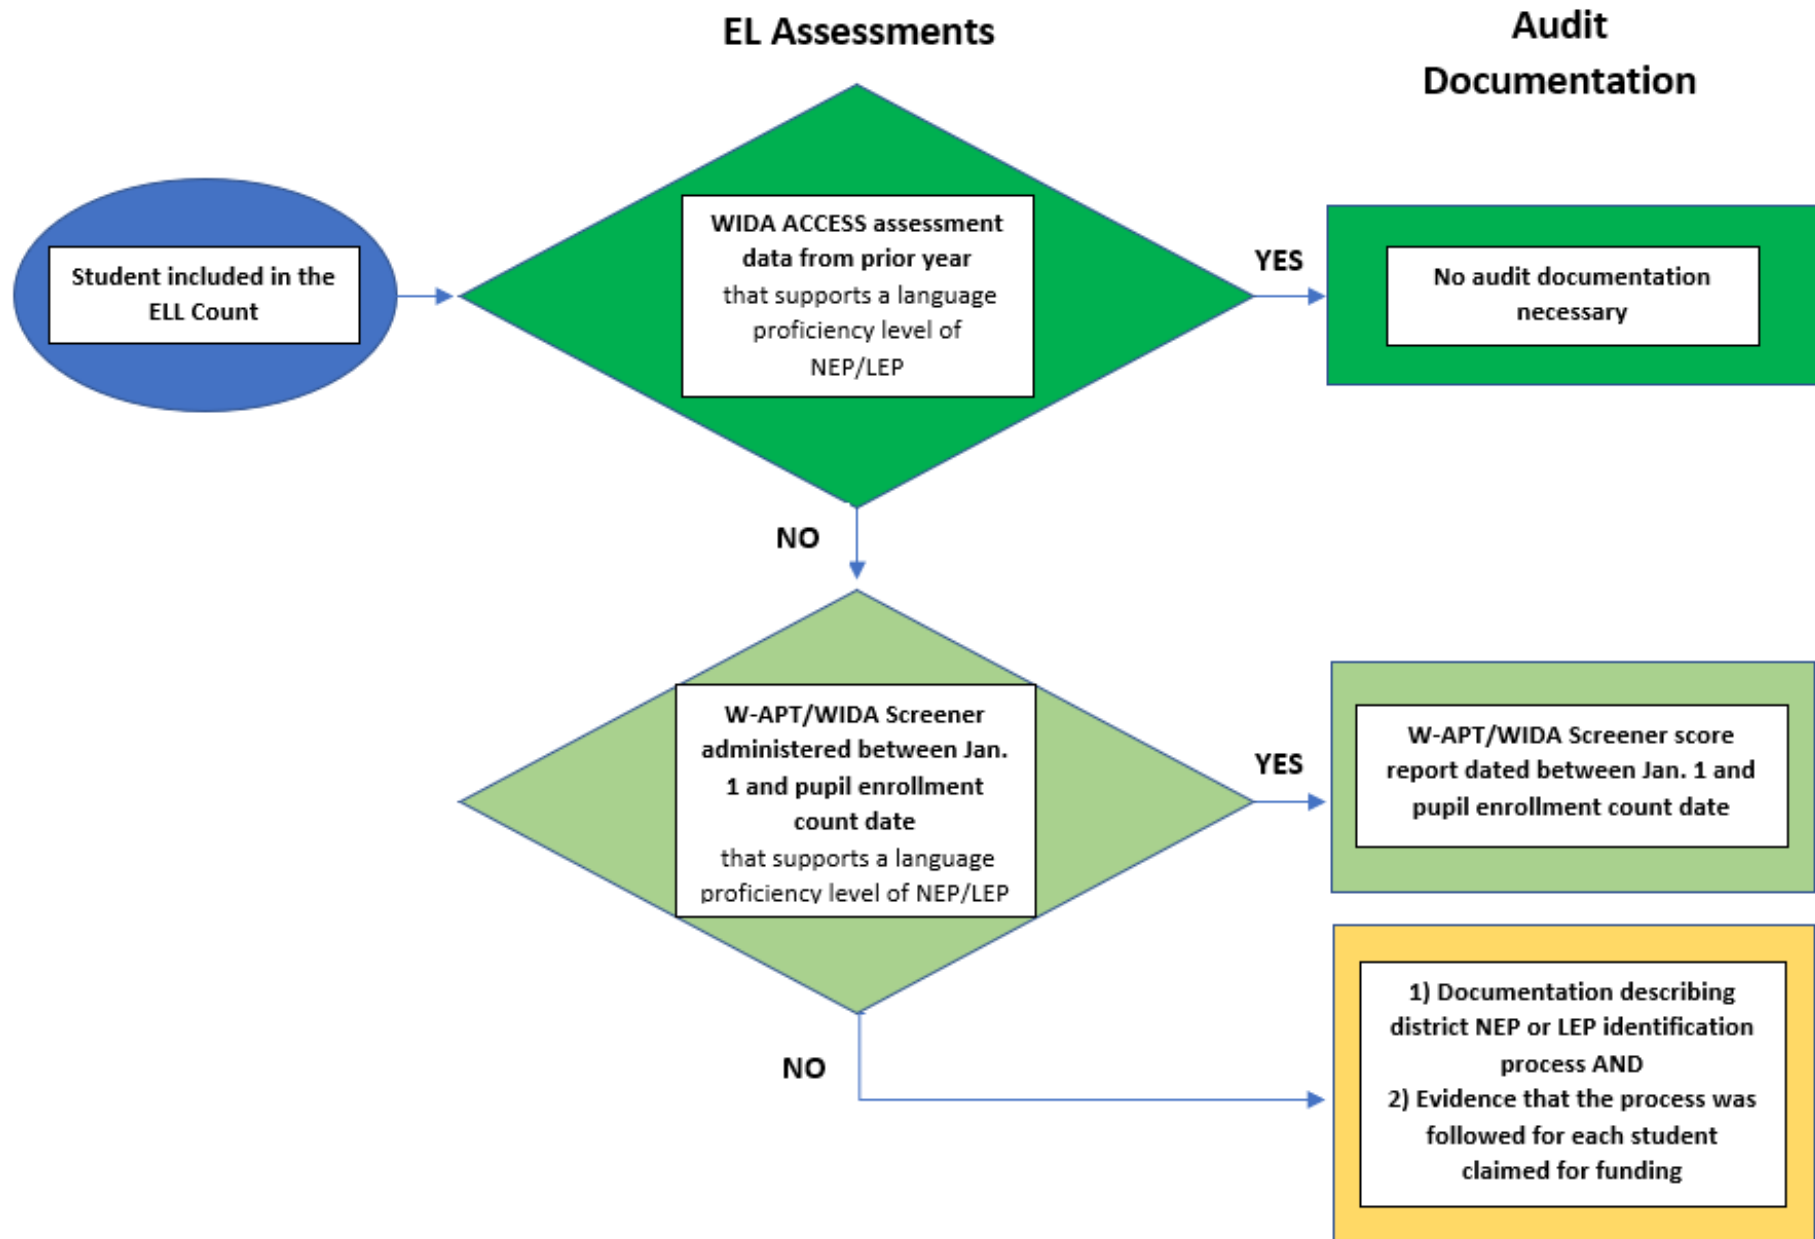 EL Assessments
Audit
Documentation
Student included in the
ELL Count
WIDA ACCESS assessment
data from prior year
that supports a language
proficiency level of
NEP/LEP
YES
No audit documentation
necessary
NO
W-APT/WIDA Screener
administered between Jan.
1 and pupil enrollment
count date
that supports a language
proficiency level of NEP/LEP
YES
W-APT/WIDA Screener score
report dated between Jan. 1 and
pupil enrollment count date
NO
1) Documentation describing
district NEP or LEP identification
process AND
2) Evidence that the process was
followed for each student
claimed for funding